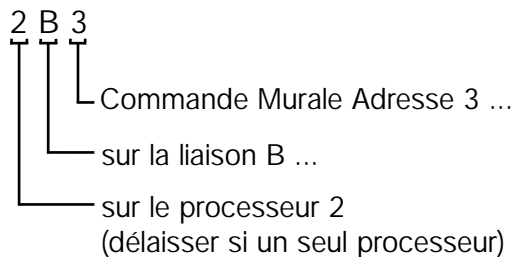 2 B 3
Commande Murale Adresse 3 ...
sur la liaison B ...
sur le processeur 2
(délaisser si un seul processeur)